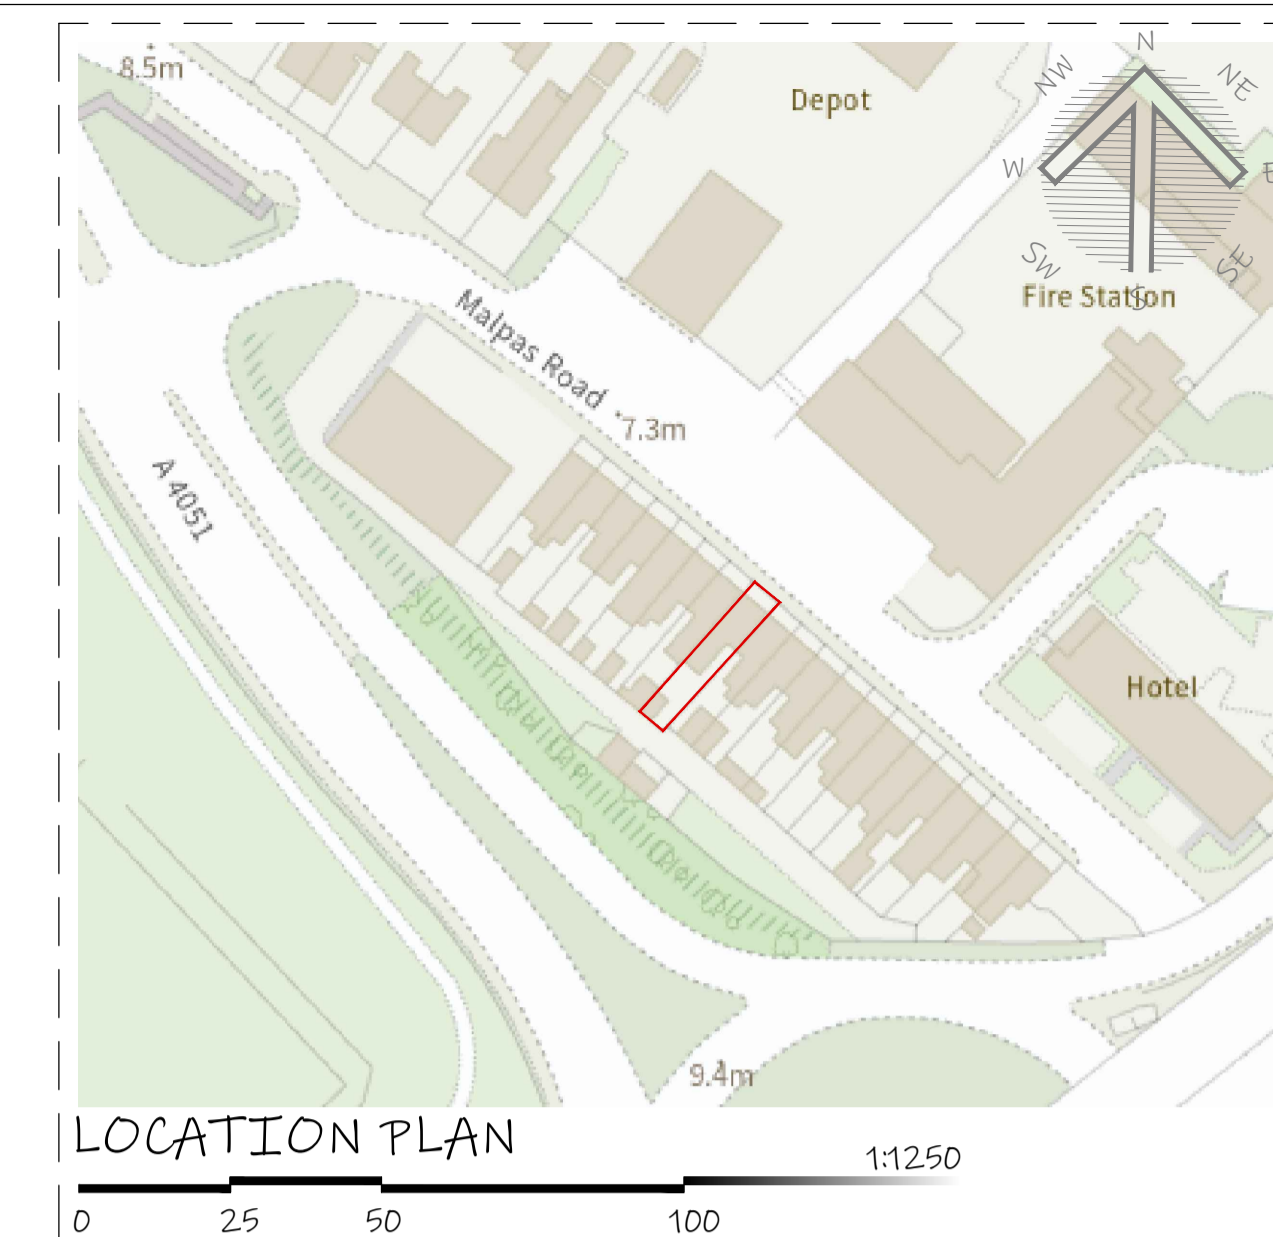 8.5m
Depot
N
NW
NE
W
E
SW
SE
S
Fire Station
Malpas Road
7.3m
A 4051
Hotel
9.4m
LOCATION PLAN
1:1250
0 25 50 100